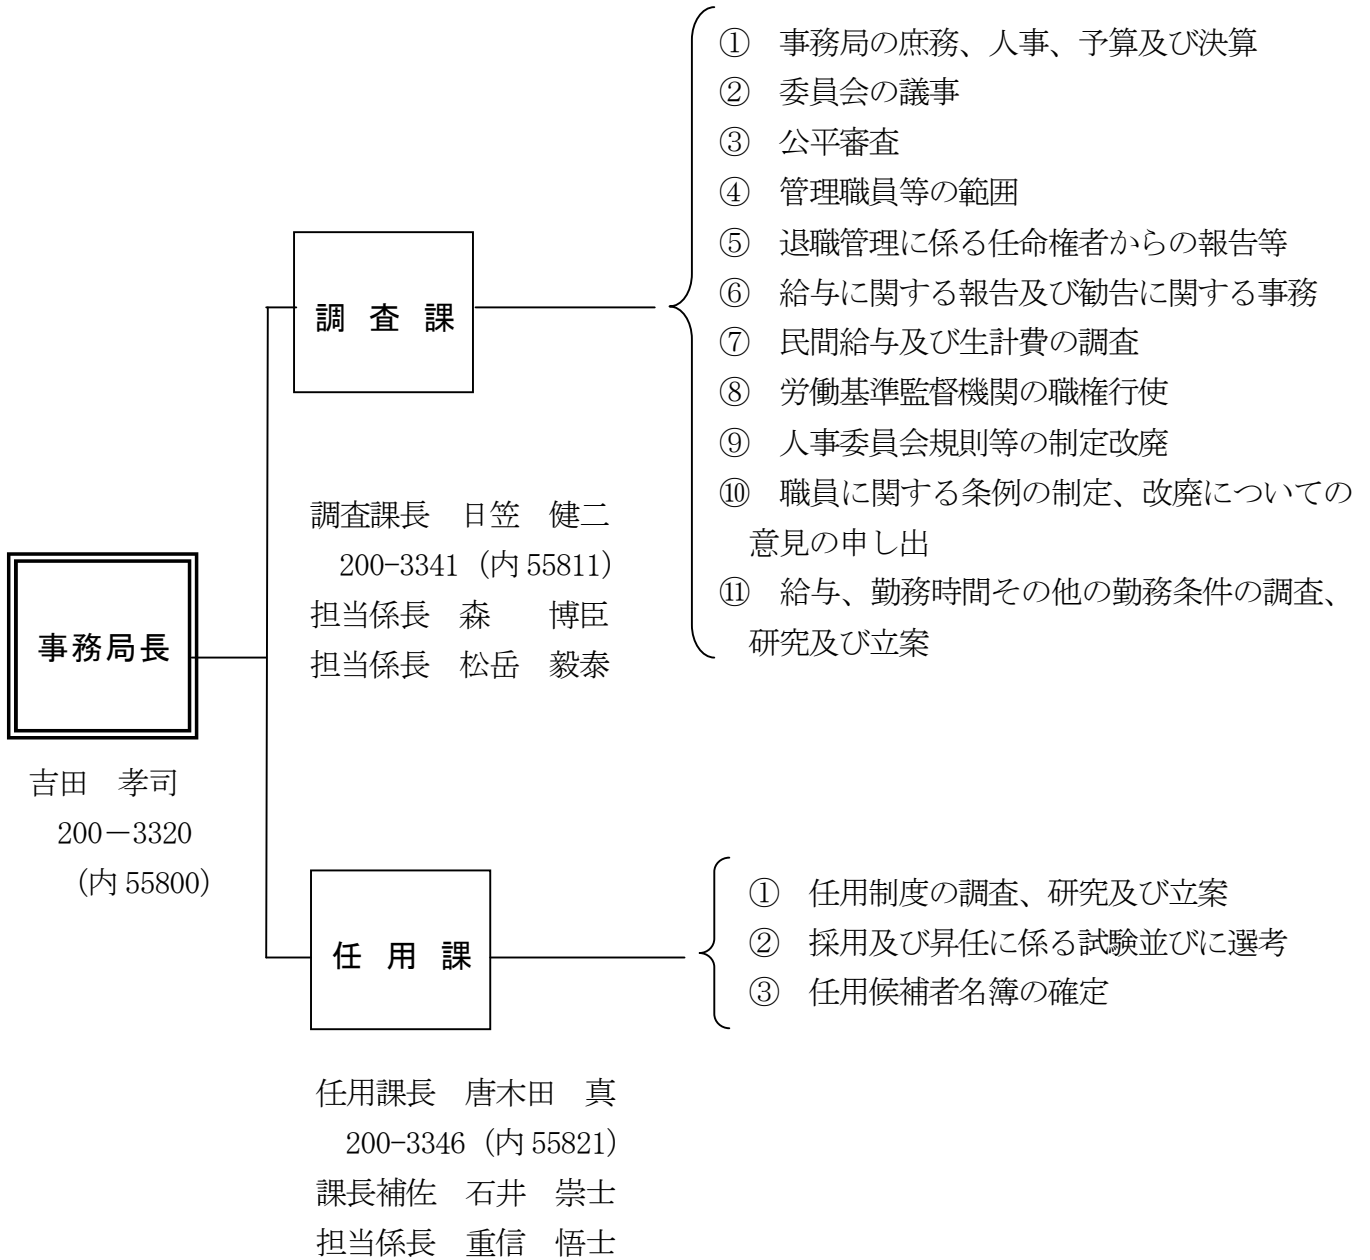 事務局長
吉田　孝司
200－3320
（内 55800）
調 査 課
調査課長　日笠　健二
200-3341（内 55811）
担当係長　森　　博臣
担当係長　松岳　毅泰
①　事務局の庶務、人事、予算及び決算
②　委員会の議事
③　公平審査
④　管理職員等の範囲
⑤　退職管理に係る任命権者からの報告等
⑥　給与に関する報告及び勧告に関する事務
⑦　民間給与及び生計費の調査
⑧　労働基準監督機関の職権行使
⑨　人事委員会規則等の制定改廃
⑩　職員に関する条例の制定、改廃についての
意見の申し出
⑪　給与、勤務時間その他の勤務条件の調査、
研究及び立案
任 用 課
任用課長　唐木田　真
200-3346（内 55821）
課長補佐　石井　崇士
担当係長　重信　悟士
①　任用制度の調査、研究及び立案
②　採用及び昇任に係る試験並びに選考
③　任用候補者名簿の確定